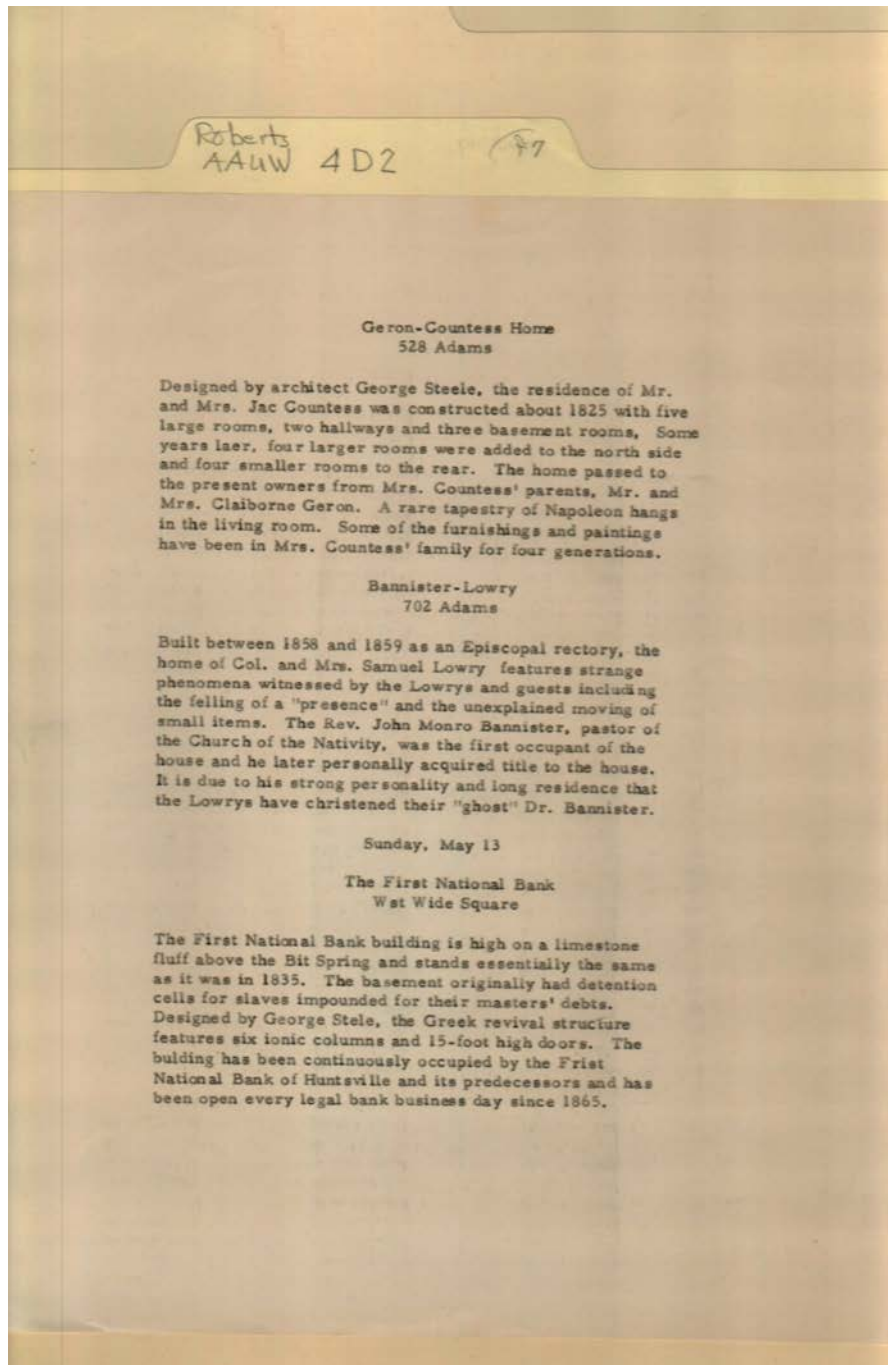 Roberts
AAUW 4D2
Geron-Countess Home
528 Adams
Designed by architect George Steele, the residence of Mr.
and Mrs. Jac Countess was constructed about 1825 with five
large rooms, two hallways and three basement rooms, Some
years laer, four larger rooms were added to the north side
and four smaller rooms to the rear. The home passed to
the present owners from Mrs. Countess' parents, Mr. and
Mrs. Claiborne Geron. A rare tapestry of Napoleon hangs
in the living room. Some of the furnishings and paintings
have been in Mrs. Countess' family for four generations.
Bannister-Lowry
702 Adams
Built between 1858 and 1859 as an Episcopal rectory, the
home of Col. and Mrs. Samuel Lowry features strange
phenomena witnessed by the Lowrys and guests including
the felling of a "presence" and the unexplained moving of
small items. The Rev. John Monro Bannister, pastor of
the Church of the Nativity, was the first occupant of the
house and he later personally acquired title to the house.
It is due to his strong personality and long residence that
the Lowrys have christened their "ghost" Dr. Bannister.
Sunday, May 13
The First National Bank
Wst Wide Square
The First National Bank building is high on a limestone
fluff above the Bit Spring and stands essentially the same
as it was in 1835. The basement originally had detention
cells for slaves impounded for their masters' debts.
Designed by George Stele, the Greek revival structure
features six ionic columns and 15-foot high doors. The
bulding has been continuously occupied by the Frist
National Bank of Huntsville and its predecessors and has
been open every legal bank business day since 1865.